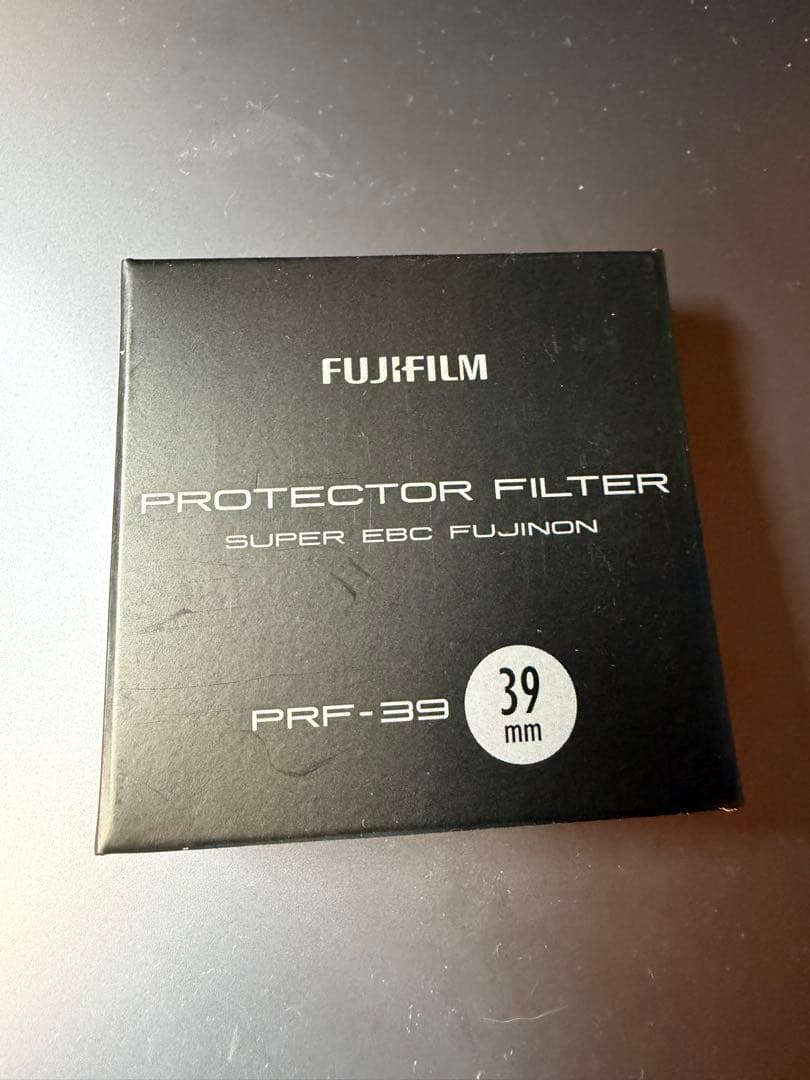 FUJIFILM
PROTECTOR FILTER
SUPER EBC FUJINON
PRF-39
39
mm